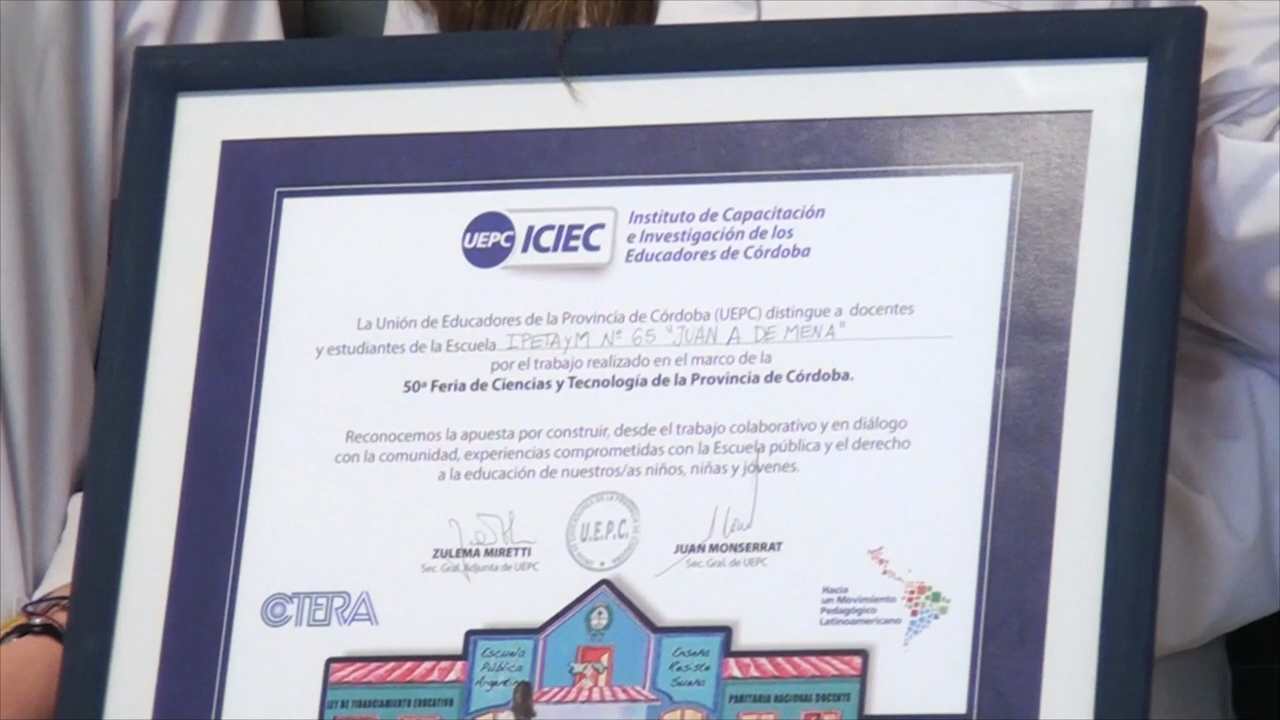 UEPC ICIEC
Instituto de Capacitación
e Investigación de los
Educadores de Córdoba
La Unión de Educadores de la Provincia de Córdoba (UEPC) distingue a docentes
y estudiantes de la Escuela IPETAyM Nº 65 "JUAN A DE MENA"
por el trabajo realizado en el marco de la
50ª Feria de Ciencias y Tecnología de la Provincia de Córdoba.
Reconocemos la apuesta por construir, desde el trabajo colaborativo y en diálogo
con la comunidad, experiencias comprometidas con la Escuela pública y el derecho
a la educación de nuestros/as niños, niñas y jóvenes.
U.E.P.C.
ZULEMA MIRETTI
Sec. Gral. Adjunta de UEPC
JUAN MONSERRAT
Sec. Gral. de UEPC
CTERA
Hacia
un Movimiento
Pedagógico
Latinoamericano
Escuela
Pública
Argentina
Enseña
Resiste
Sueña
LEY DE FINANCIAMIENTO EDUCATIVO
PARITARIA NACIONAL DOCENTE